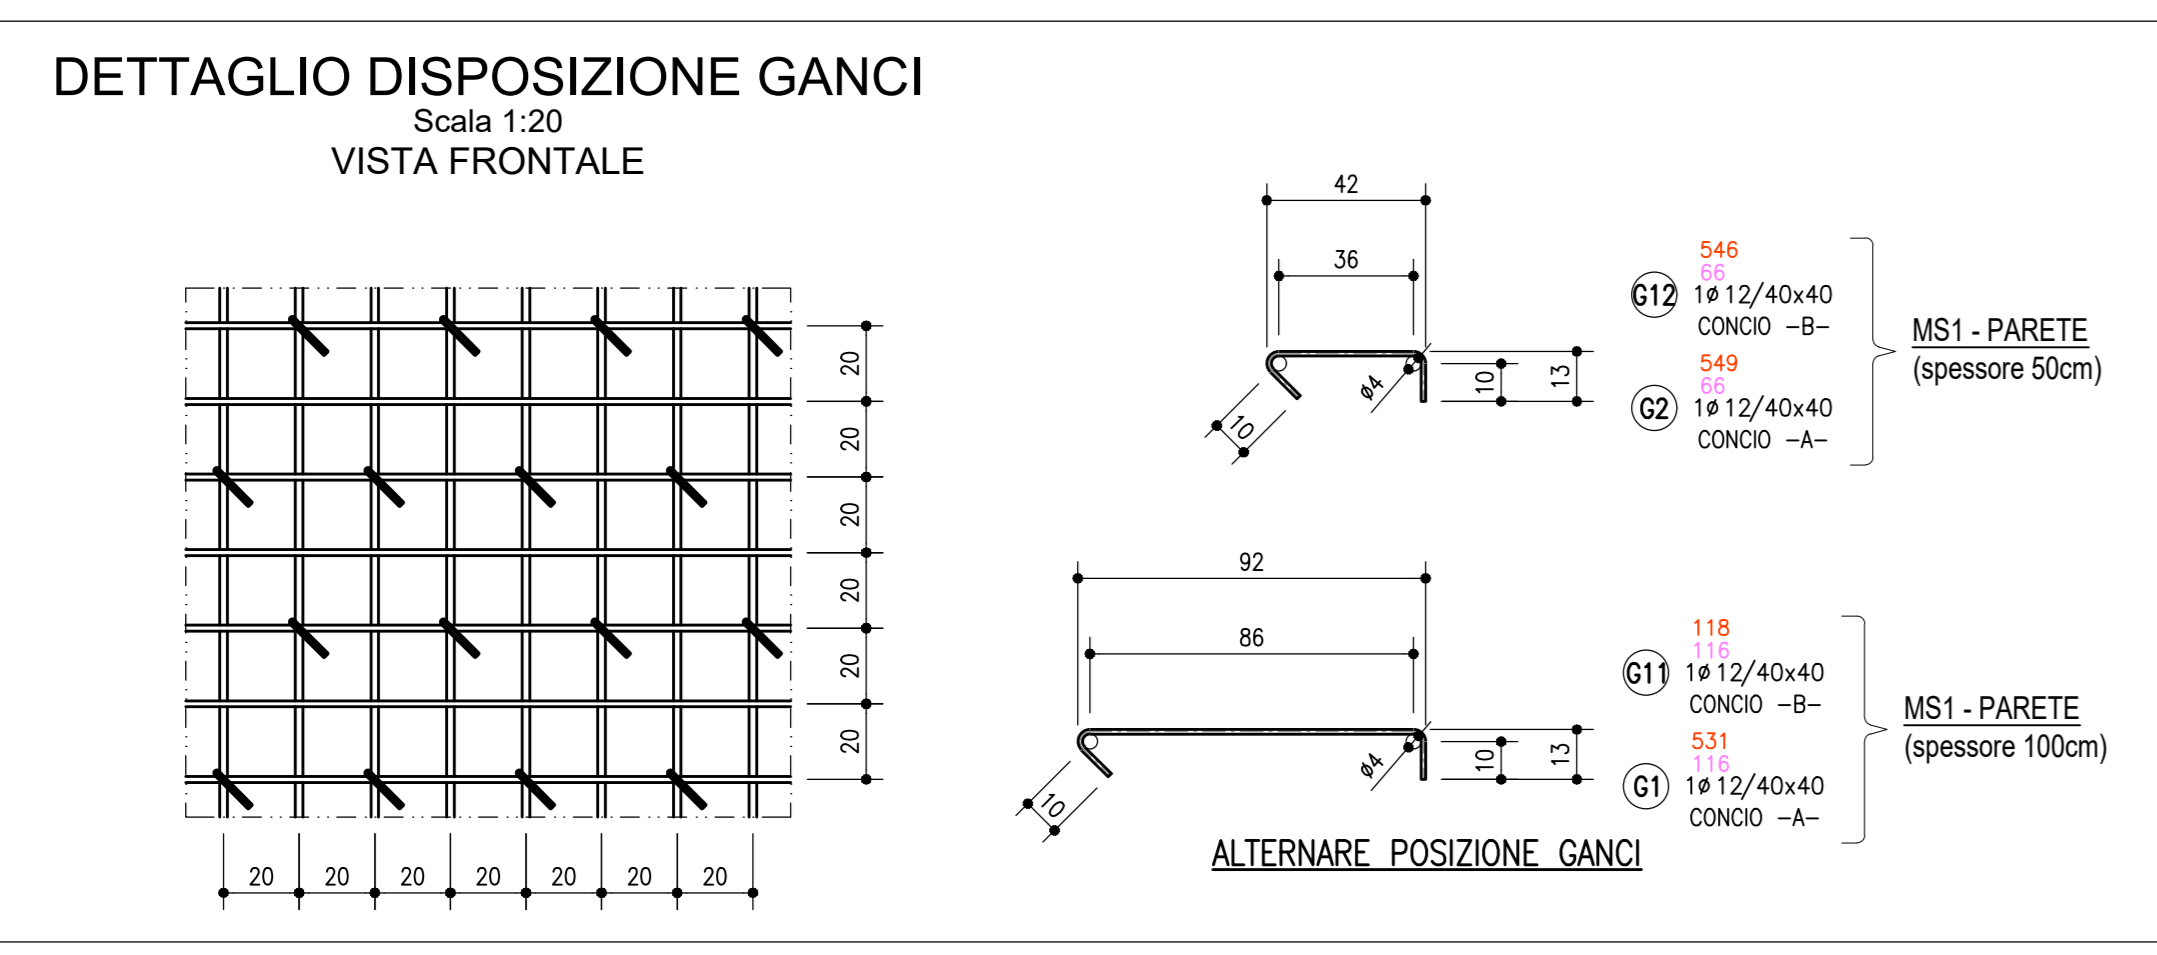 DETTAGLIO DISPOSIZIONE GANCI
Scala 1:20
VISTA FRONTALE
20
20
20
20
20
20
20 20 20 20 20 20 20
42
36
10
ø4
10
13
G12
546
66
1ø12/40x40
CONCIO -B-
G2
549
66
1ø12/40x40
CONCIO -A-
MS1 - PARETE
(spessore 50cm)
92
86
10
ø4
10
13
G11
118
116
1ø12/40x40
CONCIO -B-
G1
531
116
1ø12/40x40
CONCIO -A-
MS1 - PARETE
(spessore 100cm)
ALTERNARE POSIZIONE GANCI